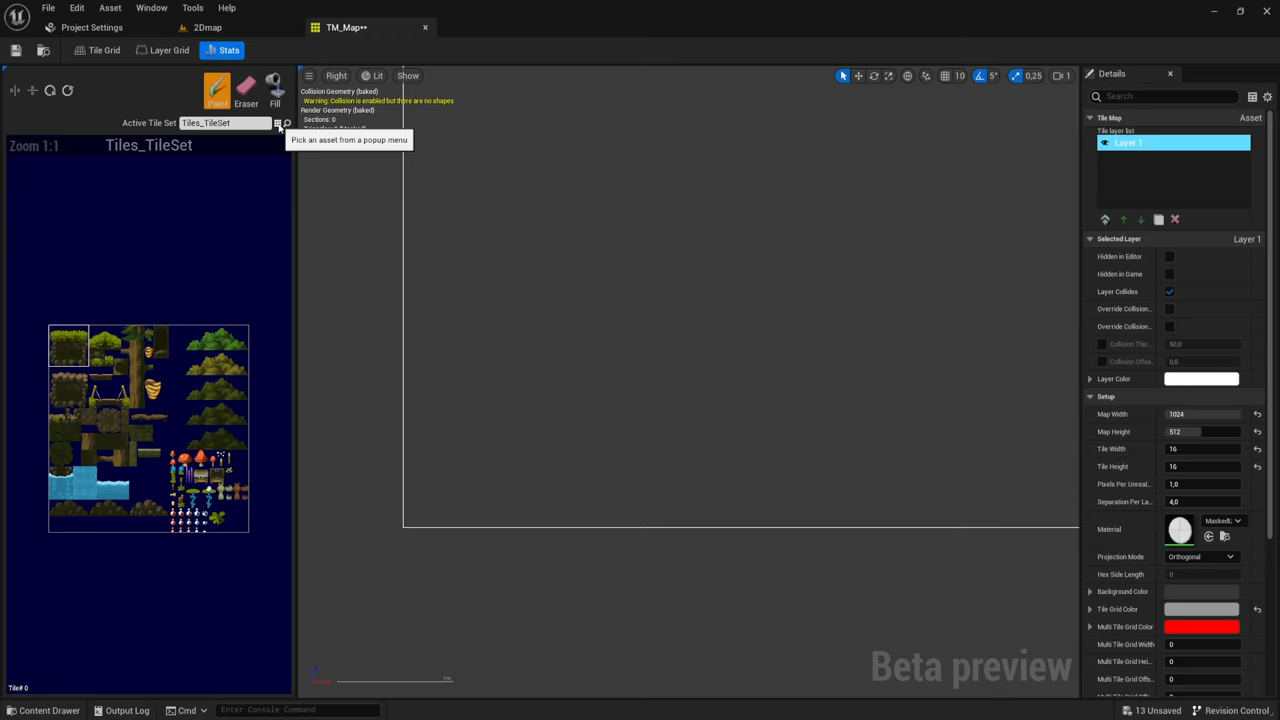 File Edit Asset Window Tools Help
Project Settings 2Dmap TM_Map••
Tile Grid Layer Grid Stats
Paint Eraser Fill
Active Tile Set Tiles_TileSet
Pick an asset from a popup menu
Zoom 1:1 Tiles_TileSet
Tile# 0
Right Lit Show 10 5° 0,25 1
Collision Geometry (baked)
Warning: Collision is enabled but there are no shapes
Render Geometry (baked)
Sections: 0
1m
Beta preview
Details
Search
Tile Map Asset
Tile layer list
Layer 1
Selected Layer Layer 1
Hidden in Editor
Hidden in Game
Layer Collides
Override Collision...
Override Collision...
Collision Thic... 50,0
Collision Offse... 0,0
Layer Color
Setup
Map Width 1024
Map Height 512
Tile Width 16
Tile Height 16
Pixels Per Unreal... 1,0
Separation Per La... 4,0
Material
Projection Mode Orthogonal
Hex Side Length 0
Background Color
Tile Grid Color
Multi Tile Grid Color
Multi Tile Grid Width 0
Multi Tile Grid Hei... 0
Multi Tile Grid Offs... 0
Content Drawer Output Log Cmd Enter Console Command 13 Unsaved Revision Control